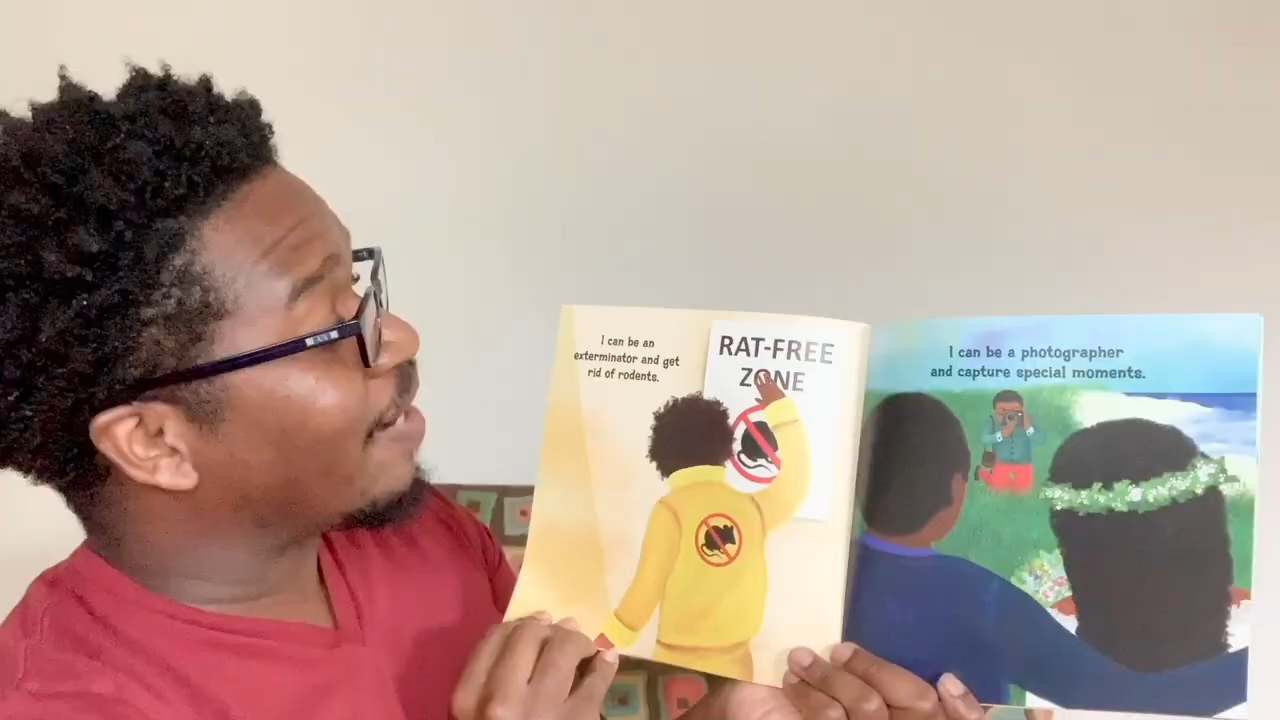 I can be an
exterminator and get
rid of rodents.
RAT-FREE
ZONE
I can be a photographer
and capture special moments.